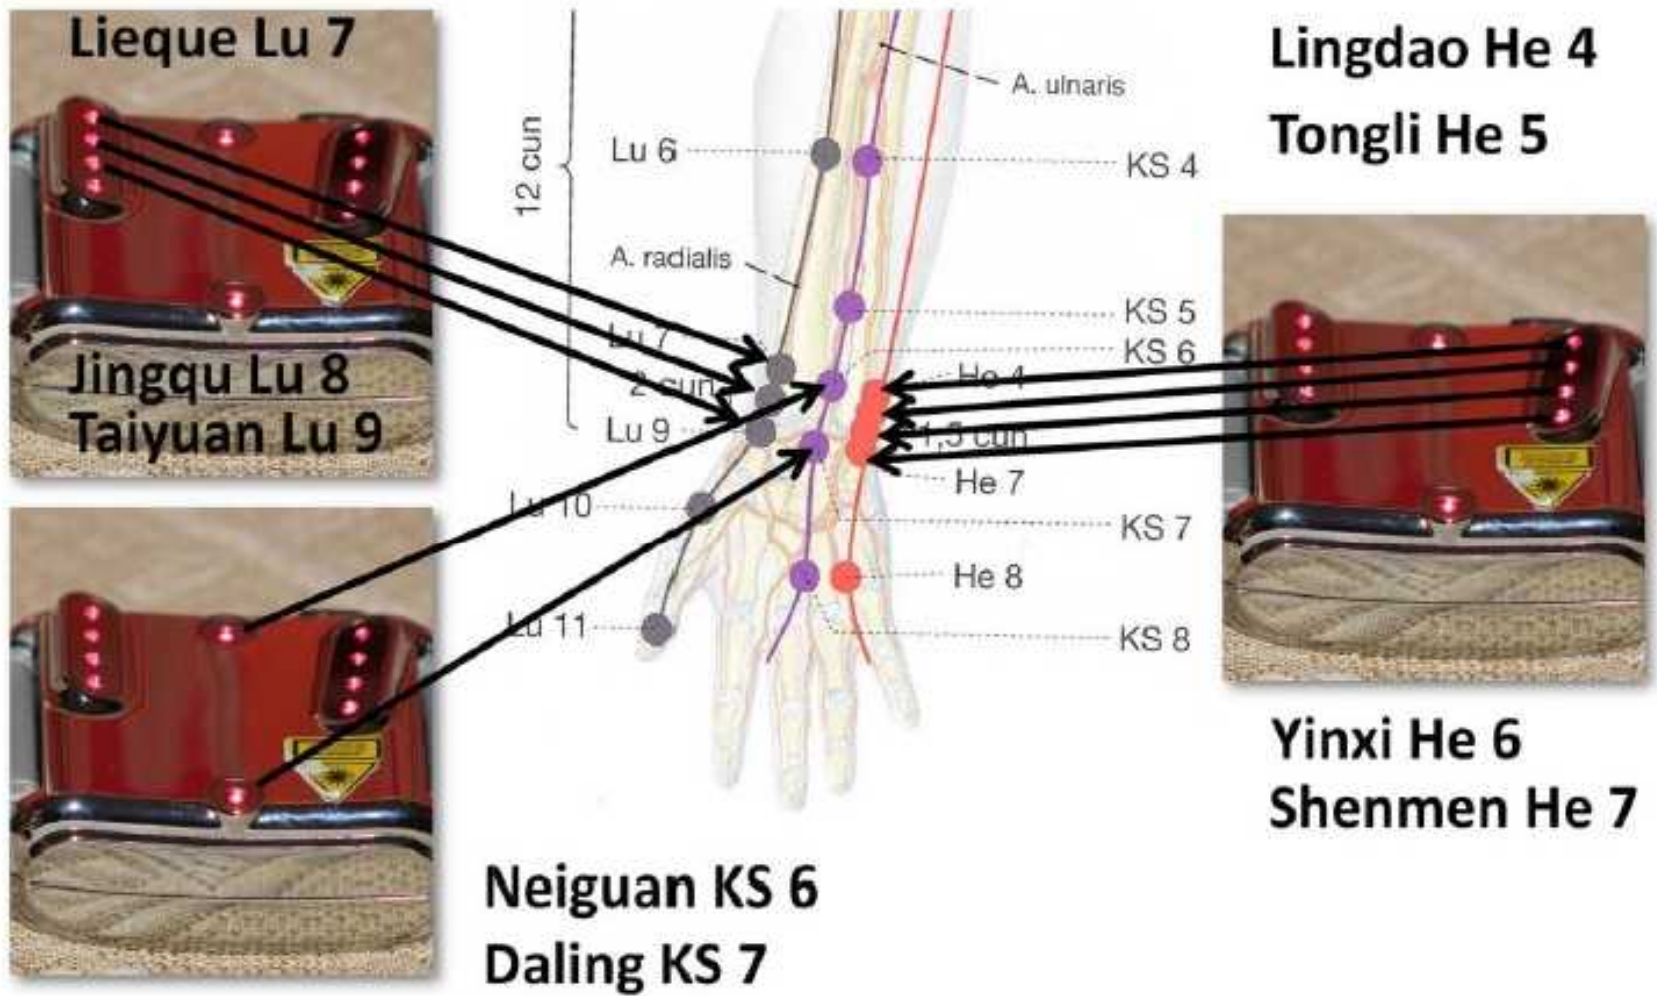 Lieque Lu 7
Jingqu Lu 8
Taiyuan Lu 9
12 cun
Lu 6
A. radialis
Lu 7
2 cun
Lu 9
Lu 10
Lu 11
A. ulnaris
KS 4
KS 5
KS 6
He 4
1,5 cun
He 7
KS 7
He 8
KS 8
Lingdao He 4
Tongli He 5
Yinxi He 6
Shenmen He 7
Neiguan KS 6
Daling KS 7